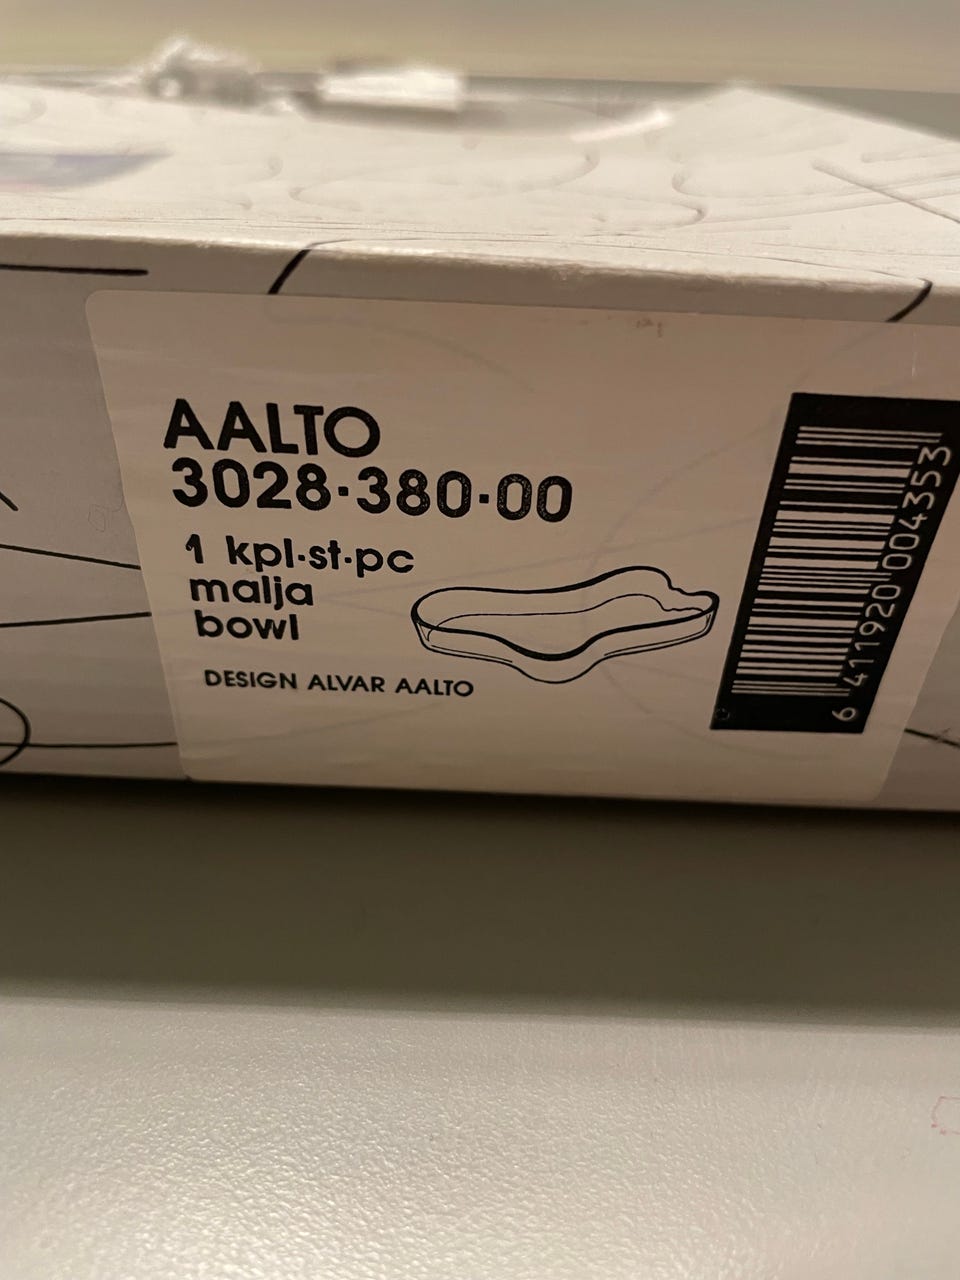 AALTO
3028·380·00
1 kpl·st·pc
malja
bowl
DESIGN ALVAR AALTO
6 411920 004353